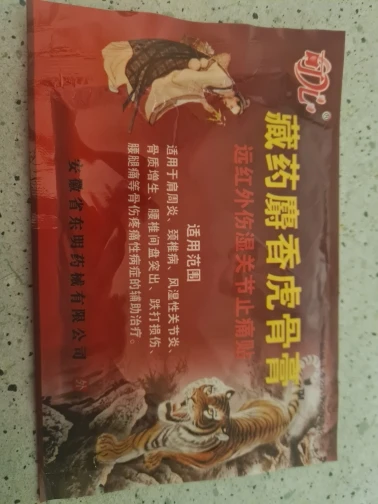 藏药麝香虎骨膏
远红外伤湿关节止痛贴
适用范围
适用于肩周炎、颈椎病、风湿性关节炎、
骨质增生、腰椎间盘突出、跌打损伤、
腰腿痛等骨伤疼痛性病症的辅助治疗。
安徽省东明药械有限公司